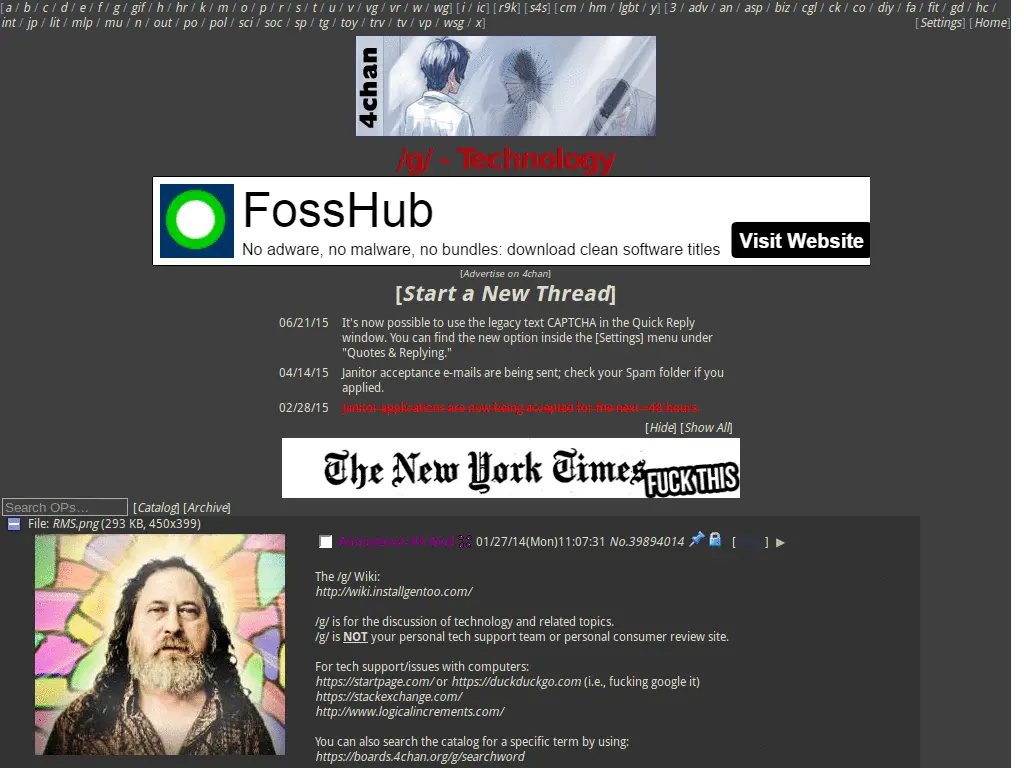 [a / b / c / d / e / f / g / gif / h / hr / k / m / o / p / r / s / t / u / v / vg / vr / w / wg] [i / ic] [r9k] [s4s] [cm / hm / lgbt / y] [3 / adv / an / asp / biz / cgl / ck / co / diy / fa / fit / gd / hc /
int / jp / lit / mlp / mu / n / out / po / pol / sci / soc / sp / tg / toy / trv / tv / vp / wsg / x]
[Settings] [Home]
4chan
/g/ - Technology
FossHub
No adware, no malware, no bundles: download clean software titles
Visit Website
[Advertise on 4chan]
[Start a New Thread]
06/21/15 It's now possible to use the legacy text CAPTCHA in the Quick Reply
window. You can find the new option inside the [Settings] menu under
"Quotes & Replying."
04/14/15 Janitor acceptance e-mails are being sent; check your Spam folder if you
applied.
02/28/15 Janitor applications are now being accepted for the next ~48 hours.
[Hide] [Show All]
The New York Times FUCK THIS
Search OPs… [Catalog] [Archive]
File: RMS.png (293 KB, 450x399)
01/27/14(Mon)11:07:31 No.39894014 [ ] ▶
The /g/ Wiki:
http://wiki.installgentoo.com/
/g/ is for the discussion of technology and related topics.
/g/ is NOT your personal tech support team or personal consumer review site.
For tech support/issues with computers:
https://startpage.com/ or https://duckduckgo.com (i.e., fucking google it)
https://stackexchange.com/
http://www.logicalincrements.com/
You can also search the catalog for a specific term by using:
https://boards.4chan.org/g/searchword